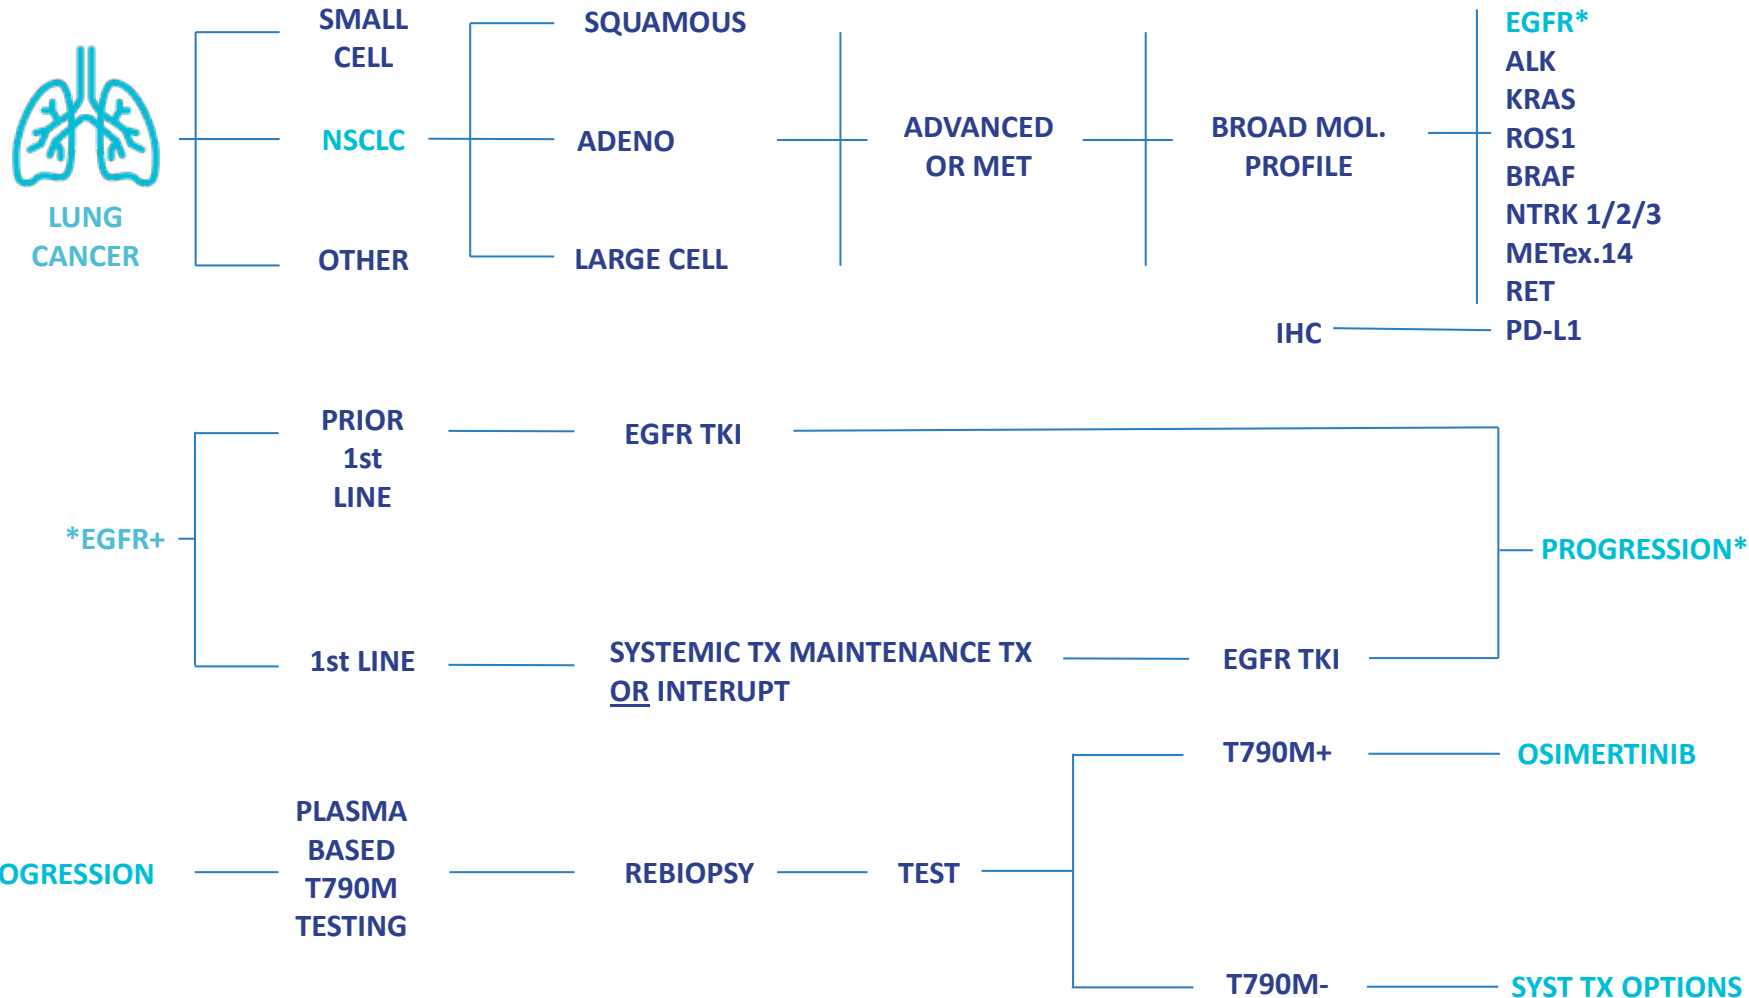 LUNG
CANCER
SMALL
CELL
NSCLC
OTHER
SQUAMOUS
ADENO
LARGE CELL
ADVANCED
OR MET
BROAD MOL.
PROFILE
EGFR*
ALK
KRAS
ROS1
BRAF
NTRK 1/2/3
METex.14
RET
IHC
PD-L1
*EGFR+
PRIOR
1st
LINE
EGFR TKI
1st LINE
SYSTEMIC TX MAINTENANCE TX
OR INTERUPT
EGFR TKI
PROGRESSION*
OGRESSION
PLASMA
BASED
T790M
TESTING
REBIOPSY
TEST
T790M+
OSIMERTINIB
T790M-
SYST TX OPTIONS